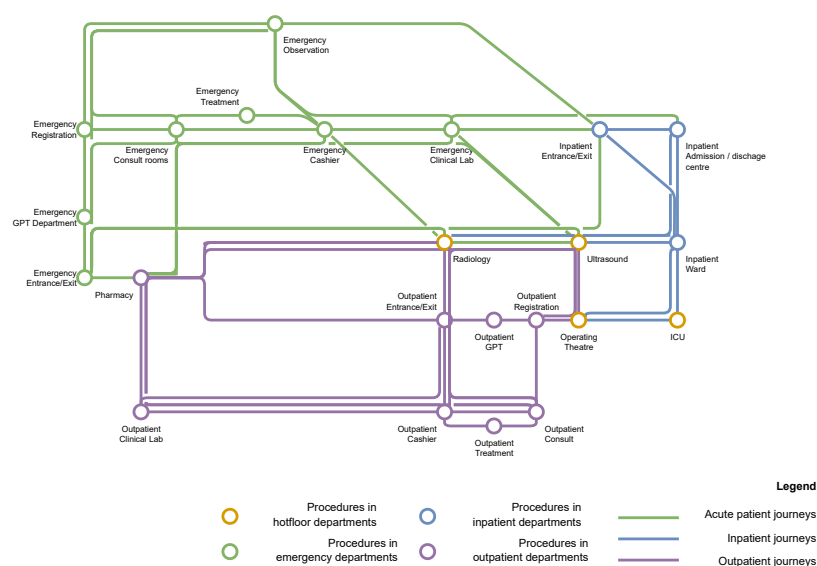 Emergency
Observation
Emergency
Treatment
Emergency
Registration
Emergency
Consult rooms
Emergency
Cashier
Emergency
Clinical Lab
Inpatient
Entrance/Exit
Inpatient
Admission / dischage
centre
Emergency
GPT Department
Emergency
Entrance/Exit
Pharmacy
Radiology
Ultrasound
Inpatient
Ward
Outpatient
Entrance/Exit
Outpatient
Registration
Outpatient
GPT
Operating
Theatre
ICU
Outpatient
Clinical Lab
Outpatient
Cashier
Outpatient
Treatment
Outpatient
Consult
Legend
Procedures in
hotfloor departments
Procedures in
inpatient departments
Acute patient journeys
Procedures in
emergency departments
Procedures in
outpatient departments
Inpatient journeys
Outpatient journeys